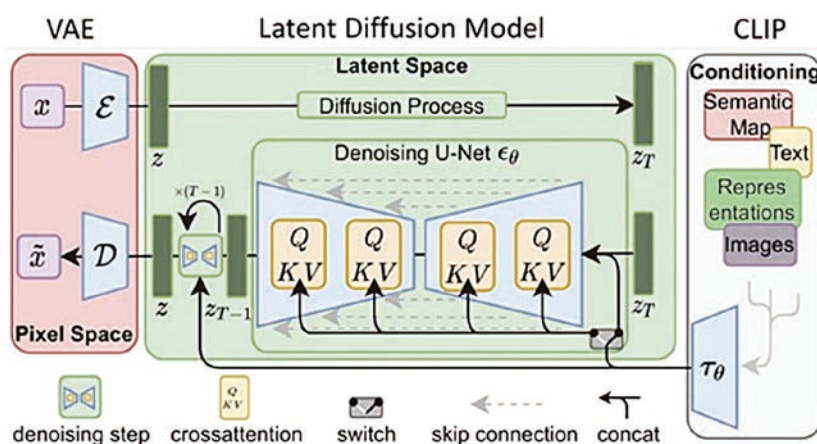 VAE
Latent Diffusion Model
CLIP
Latent Space
Conditioning
x
ℰ
Diffusion Process
Semantic
Map
z
z_T
Text
Denoising U-Net ϵ_θ
Repres
entations
×(T−1)
Images
x̃
𝒟
Q
KV
Q
KV
Q
KV
Q
KV
z
z_{T−1}
z_T
Pixel Space
τ_θ
Q
KV
denoising step
crossattention
switch
skip connection
concat